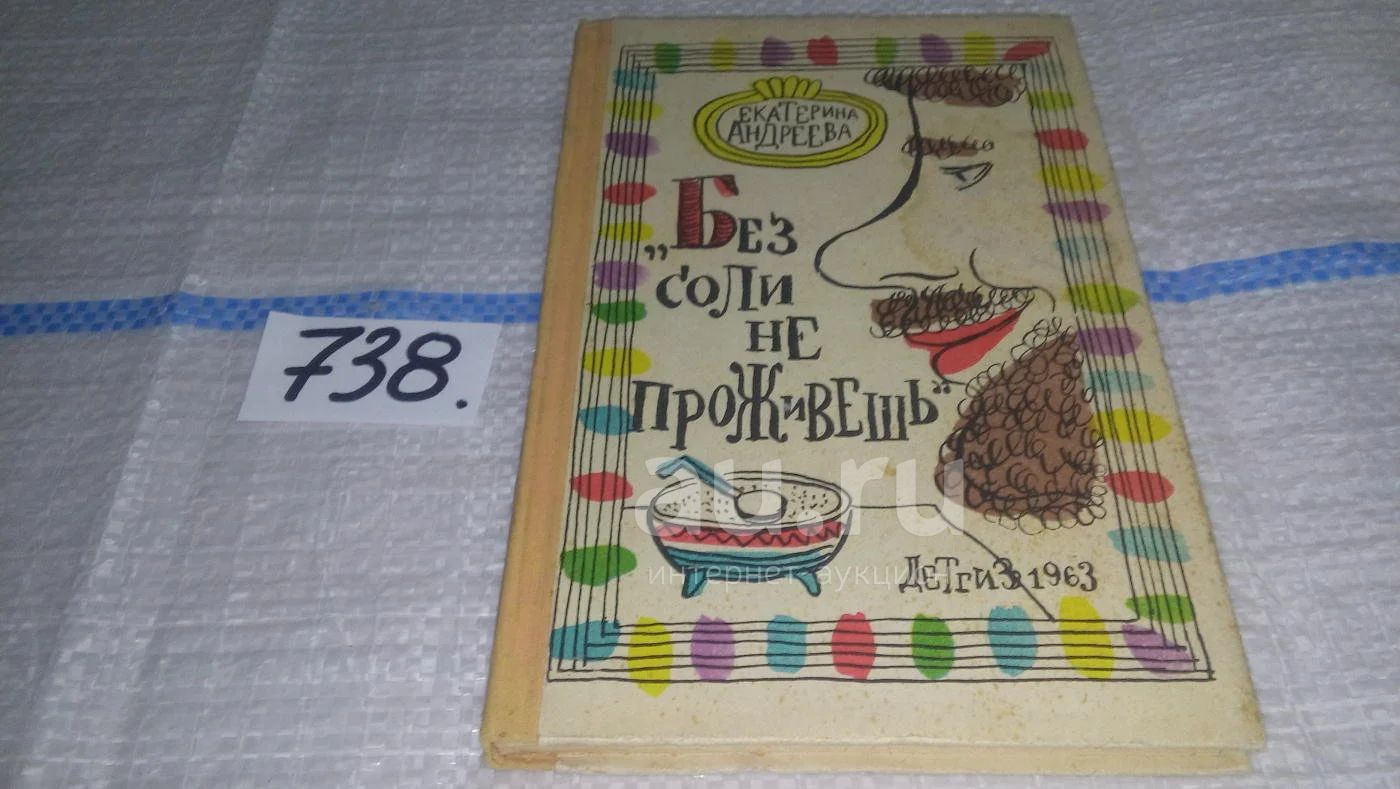 ЕКАТЕРИНА
АНДРЕЕВА
„Без
соли
не
проживешь“
738.
au.ru
интернет аукцион
Детгиз 1963